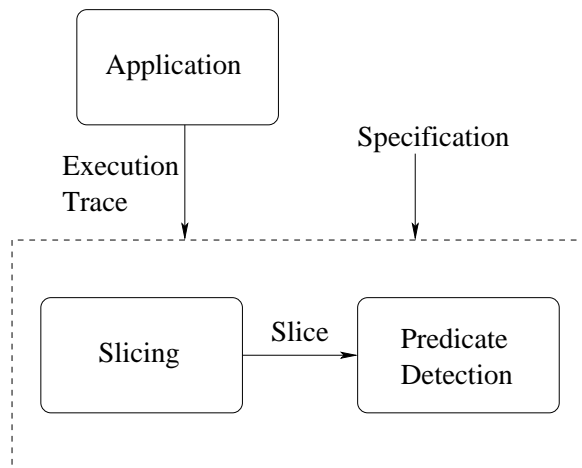 Application
Specification
Execution
Trace
Slicing
Slice
Predicate
Detection